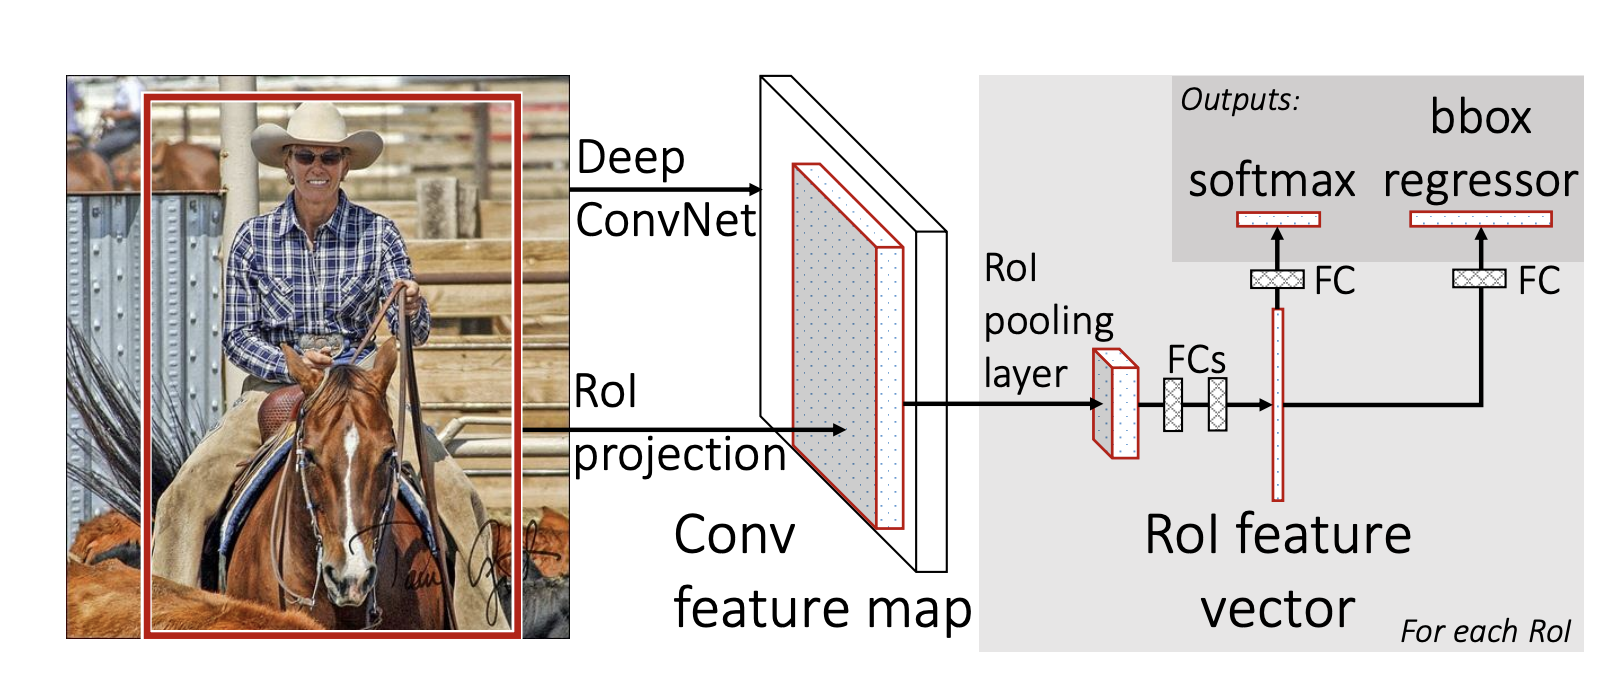 Deep
ConvNet
RoI
projection
Conv
feature map
RoI
pooling
layer
FCs
RoI feature
vector
For each RoI
Outputs:
softmax
bbox
regressor
FC
FC